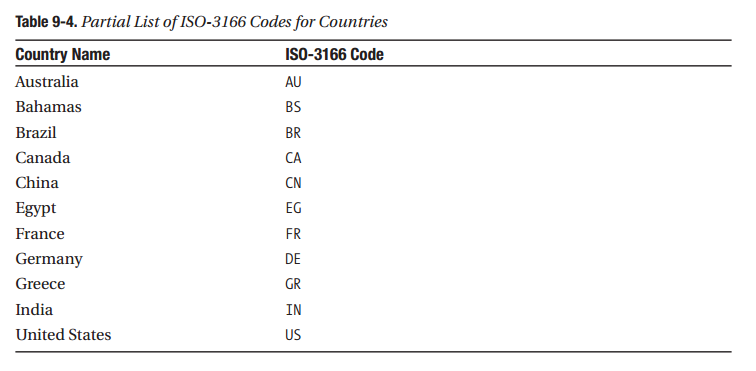 Table 9-4. Partial List of ISO-3166 Codes for Countries
Country Name ISO-3166 Code
Australia AU
Bahamas BS
Brazil BR
Canada CA
China CN
Egypt EG
France FR
Germany DE
Greece GR
India IN
United States US